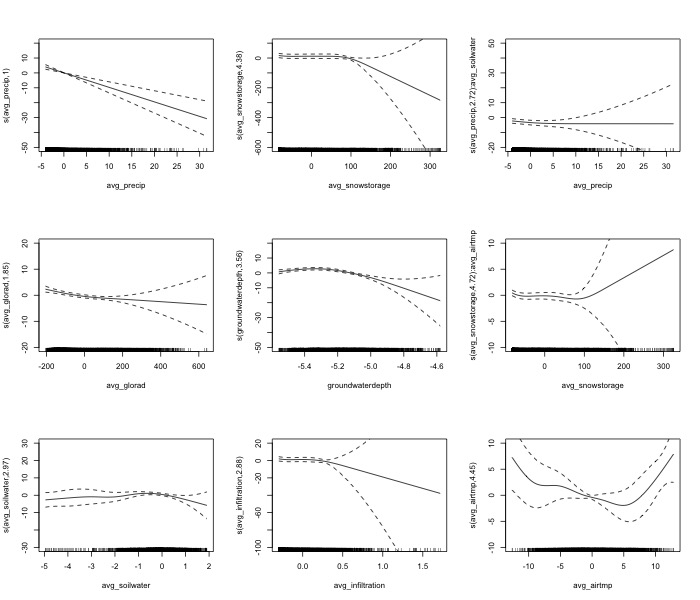 s(avg_precip,1)
10
0
-10
-30
-50
-5 0 5 10 15 20 25 30
avg_precip
s(avg_snowstorage,4.38)
0
-200
-400
-600
0 100 200 300
avg_snowstorage
s(avg_precip,2.72):avg_soilwater
50
30
10
0
-20
-5 0 5 10 15 20 25 30
avg_precip
s(avg_glorad,1.85)
20
10
0
-10
-20
-200 0 200 400 600
avg_glorad
s(groundwaterdepth,3.56)
10
0
-10
-30
-50
-5.4 -5.2 -5.0 -4.8 -4.6
groundwaterdepth
s(avg_snowstorage,4.72):avg_airtmp
10
5
0
-5
-10
0 100 200 300
avg_snowstorage
s(avg_soilwater,2.97)
30
10
0
-10
-30
-5 -4 -3 -2 -1 0 1 2
avg_soilwater
s(avg_infiltration,2.88)
20
0
-20
-60
-100
0.0 0.5 1.0 1.5
avg_infiltration
s(avg_airtmp,4.45)
10
5
0
-5
-10
-10 -5 0 5 10
avg_airtmp